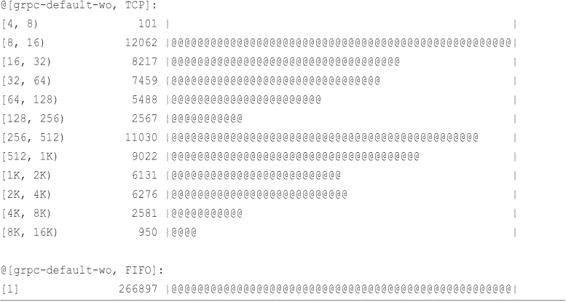 @[grpc-default-wo, TCP]:
[4, 8) 101 | |
[8, 16) 12062 |@@@@@@@@@@@@@@@@@@@@@@@@@@@@@@@@@@@@@@@@@@@@@@@@@@@@|
[16, 32) 8217 |@@@@@@@@@@@@@@@@@@@@@@@@@@@@@@@@@@@ |
[32, 64) 7459 |@@@@@@@@@@@@@@@@@@@@@@@@@@@@@@@@ |
[64, 128) 5488 |@@@@@@@@@@@@@@@@@@@@@@@ |
[128, 256) 2567 |@@@@@@@@@@@ |
[256, 512) 11030 |@@@@@@@@@@@@@@@@@@@@@@@@@@@@@@@@@@@@@@@@@@@@@@@ |
[512, 1K) 9022 |@@@@@@@@@@@@@@@@@@@@@@@@@@@@@@@@@@@@@@ |
[1K, 2K) 6131 |@@@@@@@@@@@@@@@@@@@@@@@@@@ |
[2K, 4K) 6276 |@@@@@@@@@@@@@@@@@@@@@@@@@@@ |
[4K, 8K) 2581 |@@@@@@@@@@@ |
[8K, 16K) 950 |@@@@ |
@[grpc-default-wo, FIFO]:
[1] 266897 |@@@@@@@@@@@@@@@@@@@@@@@@@@@@@@@@@@@@@@@@@@@@@@@@@@@@|